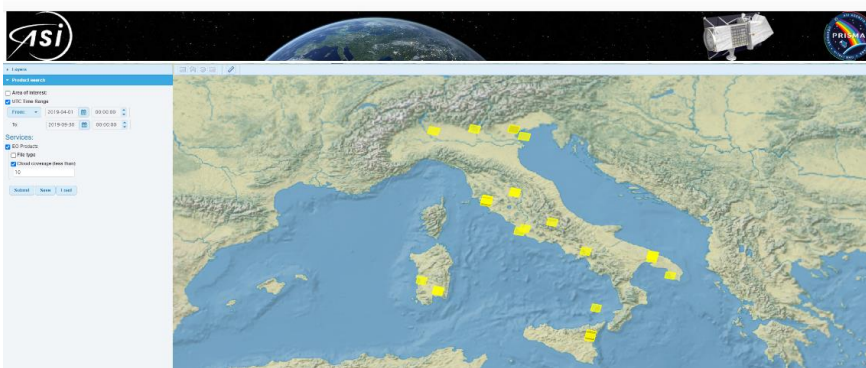 asi
PRISMA
Layers
Product search
Area of interest:
UTC Time Range
From:
2019-04-01
00:00:00
To:
2019-09-30
00:00:00
Services:
EO Products
File type
Cloud coverage (less than):
10
Submit
Save
Load